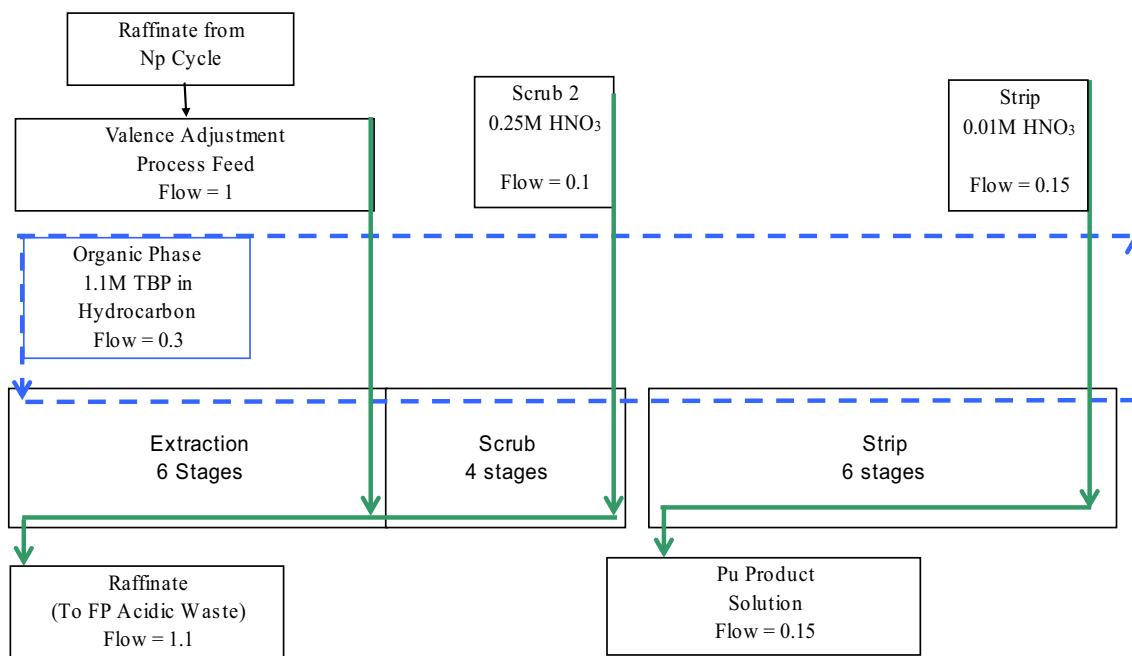 Raffinate from
Np Cycle
Valence Adjustment
Process Feed
Flow = 1
Scrub 2
0.25M HNO₃
Flow = 0.1
Strip
0.01M HNO₃
Flow = 0.15
Organic Phase
1.1M TBP in
Hydrocarbon
Flow = 0.3
Extraction
6 Stages
Scrub
4 stages
Strip
6 stages
Raffinate
(To FP Acidic Waste)
Flow = 1.1
Pu Product
Solution
Flow = 0.15